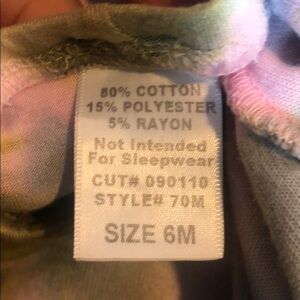 80% COTTON
15% POLYESTER
5% RAYON
Not Intended
For Sleepwear
CUT# 090110
STYLE# 70M
SIZE 6M